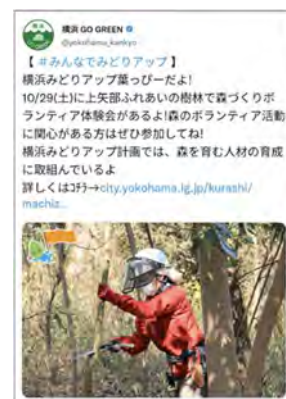 横浜 GO GREEN
@yokohama_kankyo
【 #みんなでみどりアップ 】
横浜みどりアップ葉っぴーだよ!
10/29(土)に上矢部ふれあいの樹林で森づくりボ
ランティア体験会があるよ!森のボランティア活動
に関心がある方はぜひ参加してね!
横浜みどりアップ計画では、森を育む人材の育成
に取組んでいるよ
詳しくはｺﾁﾗ→city.yokohama.lg.jp/kurashi/
machiz...